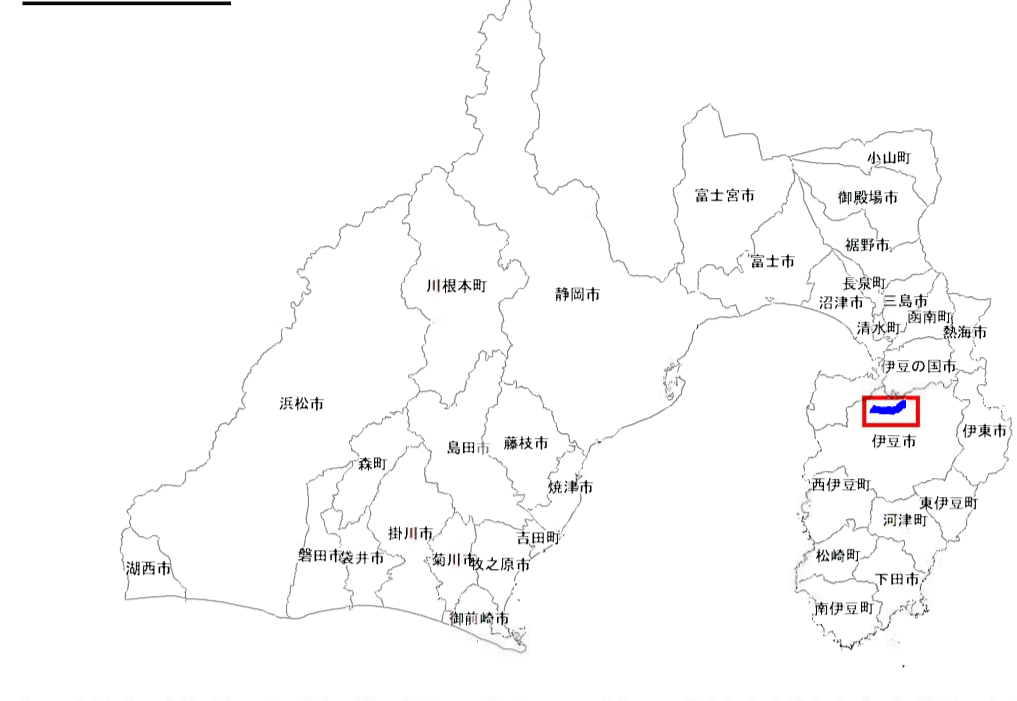 小山町
富士宮市
御殿場市
裾野市
富士市
長泉町
川根本町
静岡市
沼津市
三島市
函南町
清水町
熱海市
伊豆の国市
浜松市
伊東市
伊豆市
島田市
藤枝市
森町
焼津市
西伊豆町
東伊豆町
河津町
掛川市
吉田町
磐田市
袋井市
菊川市
牧之原市
松崎町
湖西市
下田市
南伊豆町
御前崎市